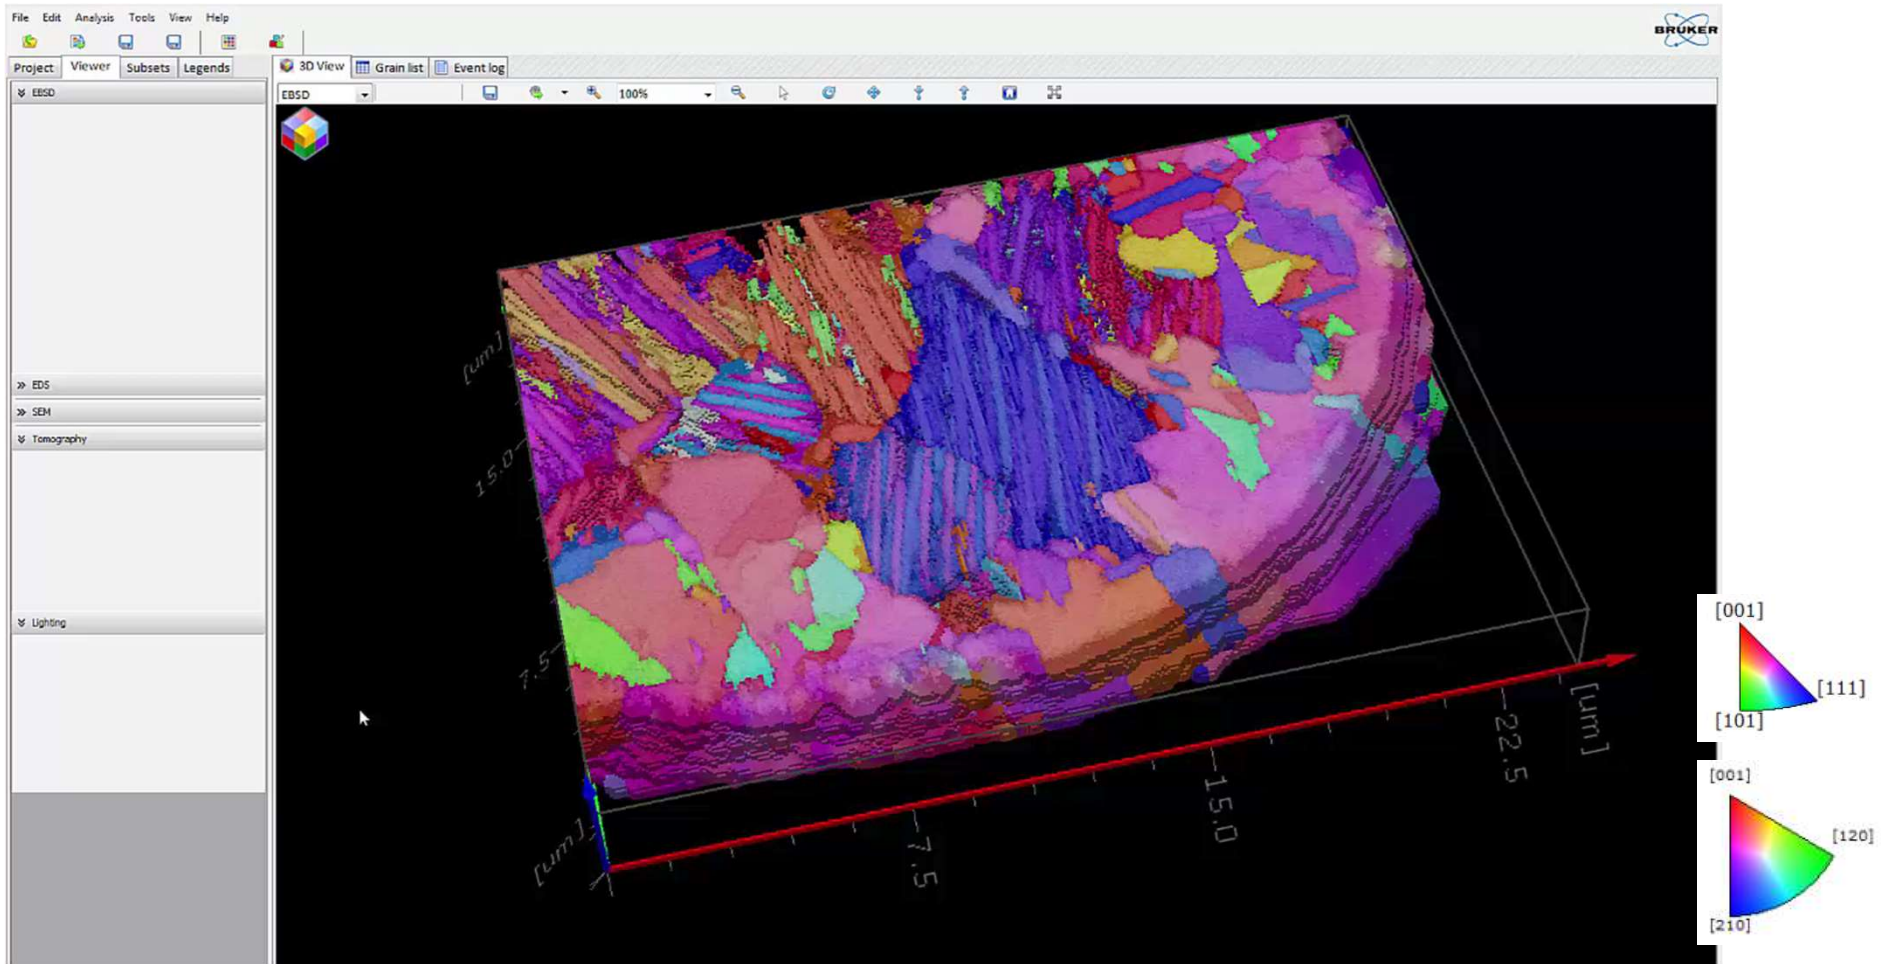 File Edit Analysis Tools View Help
BRUKER
Project Viewer Subsets Legends
3D View Grain list Event log
EBSD
EBSD 100%
EDS
SEM
Tomography
Lighting
[um]
15.0
7.5
[um]
7.5
15.0
22.5
[um]
[001]
[111]
[101]
[001]
[120]
[210]